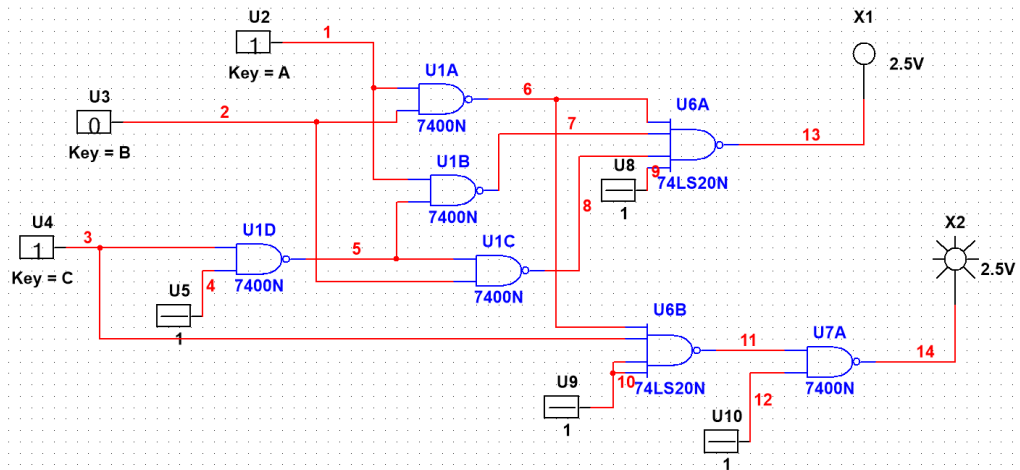 U2
1
1
Key = A
X1
2.5V
U3
0
2
Key = B
U1A
6
7400N
U6A
7
13
74LS20N
U1B
7400N
U8
9
1
8
U4
1
3
Key = C
U1D
5
7400N
4
U5
1
U1C
7400N
X2
2.5V
U6B
11
74LS20N
U7A
14
7400N
U9
10
1
12
U10
1